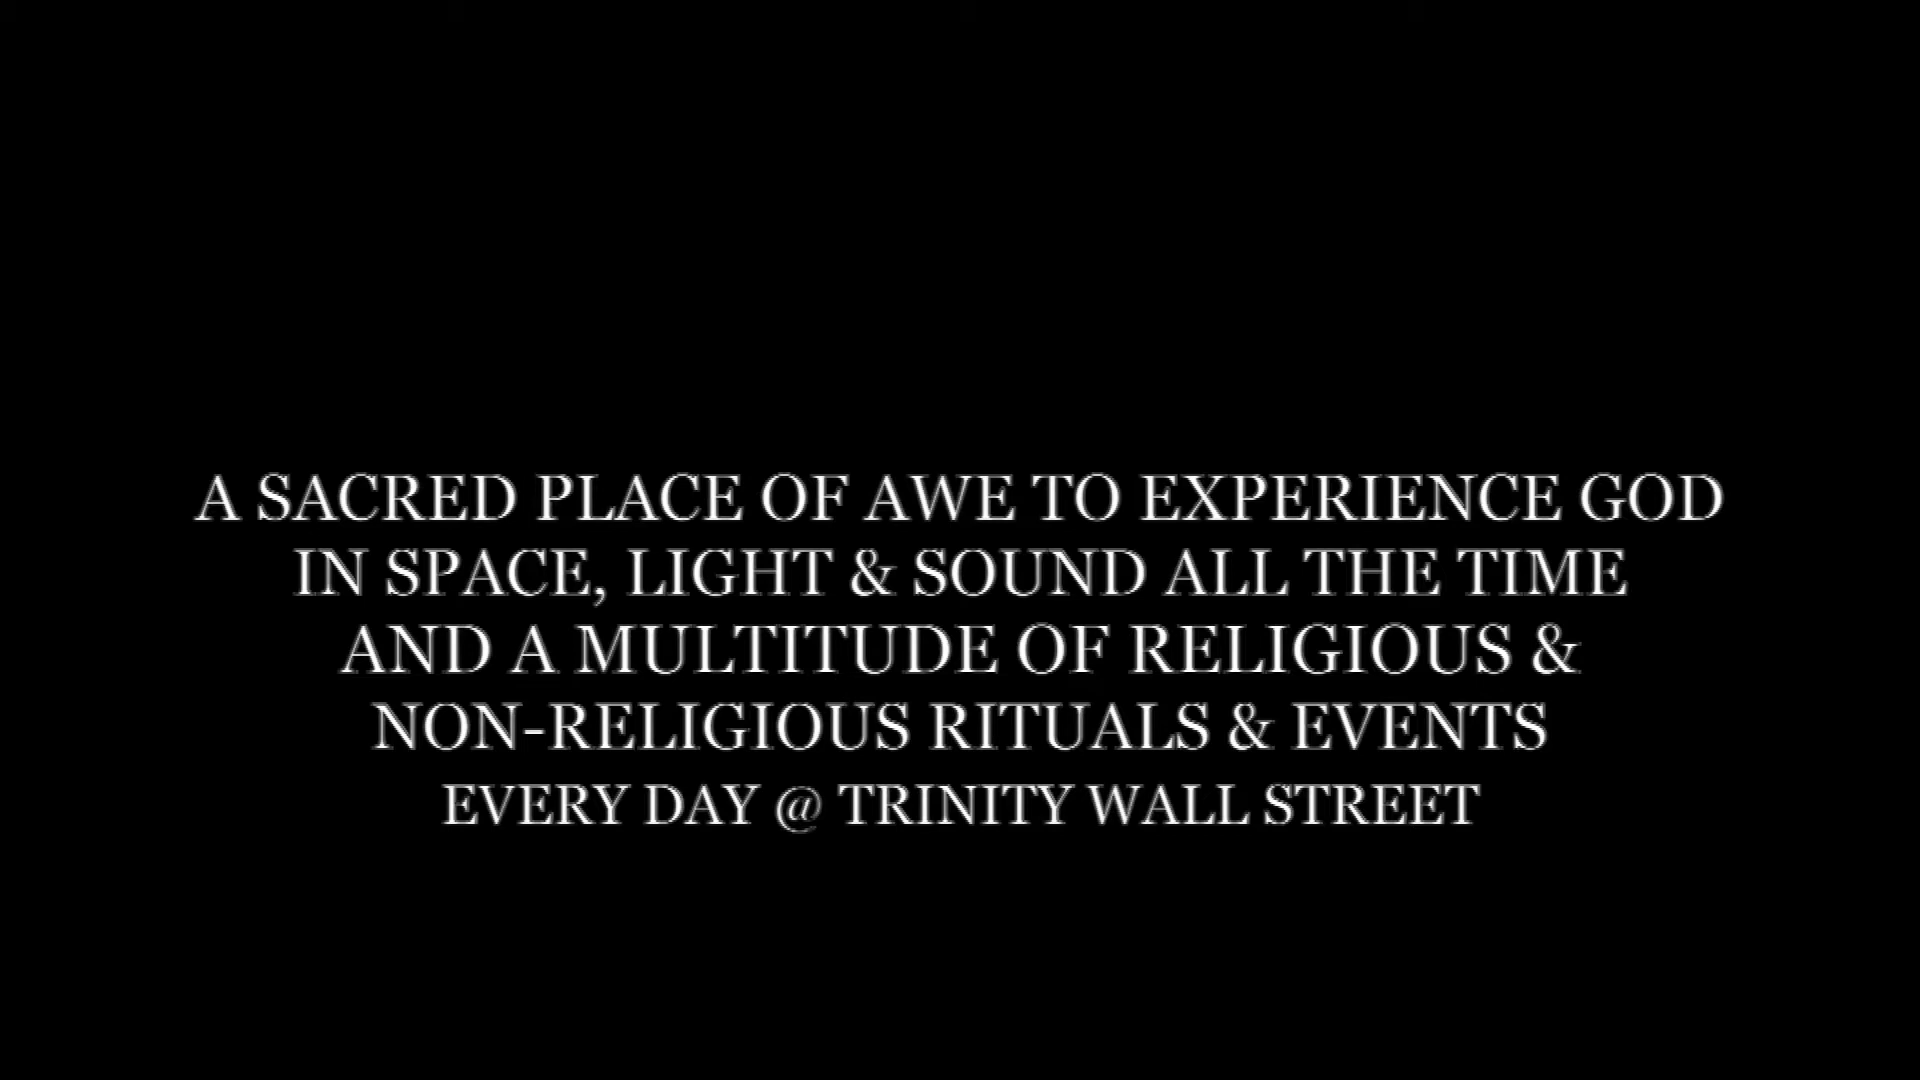 A SACRED PLACE OF AWE TO EXPERIENCE GOD
IN SPACE, LIGHT & SOUND ALL THE TIME
AND A MULTITUDE OF RELIGIOUS &
NON-RELIGIOUS RITUALS & EVENTS
EVERY DAY @ TRINITY WALL STREET